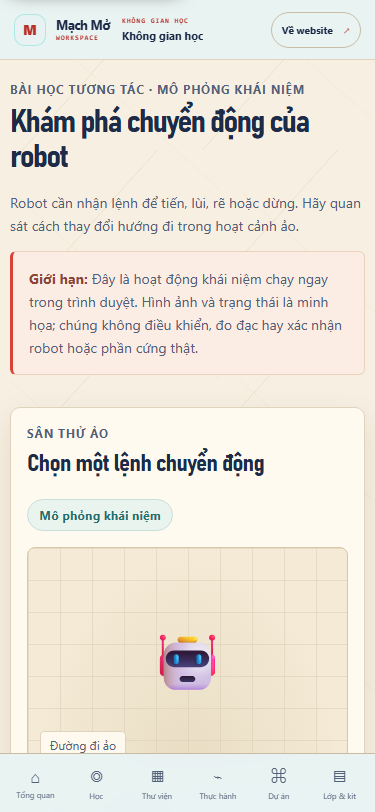 M
Mạch Mở
WORKSPACE
KHÔNG GIAN HỌC
Không gian học
Về website ↗
BÀI HỌC TƯƠNG TÁC · MÔ PHỎNG KHÁI NIỆM
Khám phá chuyển động của
robot
Robot cần nhận lệnh để tiến, lùi, rẽ hoặc dừng. Hãy quan
sát cách thay đổi hướng đi trong hoạt cảnh ảo.
Giới hạn: Đây là hoạt động khái niệm chạy ngay
trong trình duyệt. Hình ảnh và trạng thái là minh
họa; chúng không điều khiển, đo đạc hay xác nhận
robot hoặc phần cứng thật.
SÂN THỬ ẢO
Chọn một lệnh chuyển động
Mô phỏng khái niệm
Đường đi ảo
Tổng quan
Học
Thư viện
Thực hành
Dự án
Lớp & kit